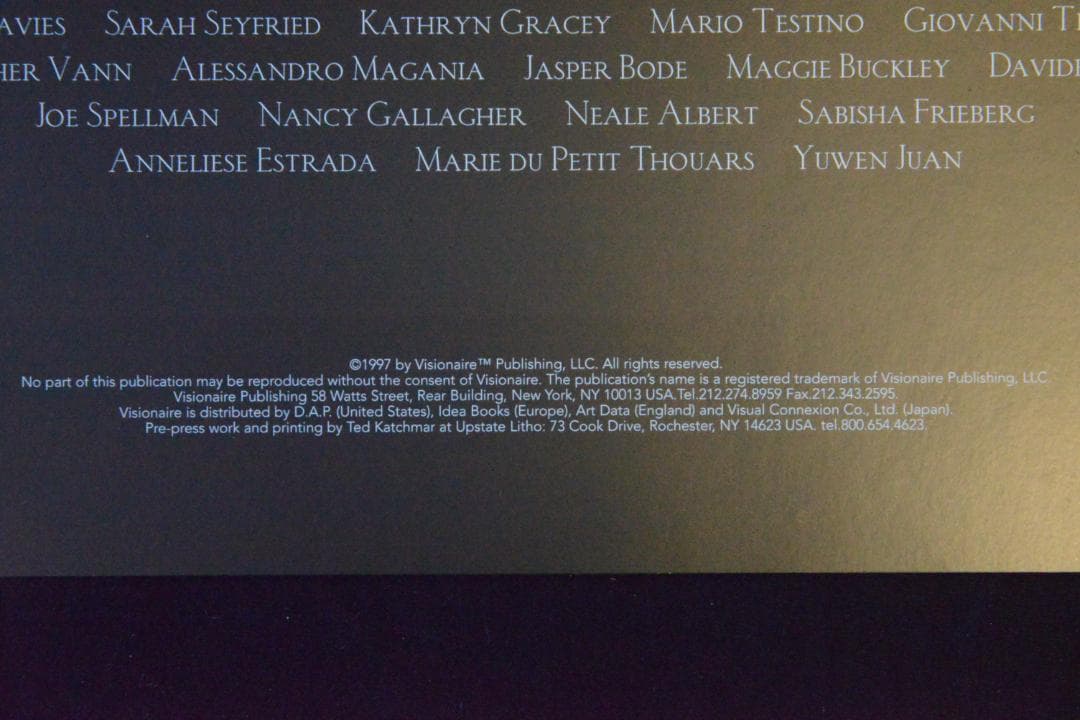 AVIES SARAH SEYFRIED KATHRYN GRACEY MARIO TESTINO GIOVANNI T
HER VANN ALESSANDRO MAGANIA JASPER BODE MAGGIE BUCKLEY DAVID
JOE SPELLMAN NANCY GALLAGHER NEALE ALBERT SABISHA FRIEBERG
ANNELIESE ESTRADA MARIE DU PETIT THOUARS YUWEN JUAN
©1997 by Visionaire™ Publishing, LLC. All rights reserved.
No part of this publication may be reproduced without the consent of Visionaire. The publication's name is a registered trademark of Visionaire Publishing, LLC
Visionaire Publishing 58 Watts Street, Rear Building, New York, NY 10013 USA.Tel.212.274.8959 Fax.212.343.2595.
Visionaire is distributed by D.A.P. (United States), Idea Books (Europe), Art Data (England) and Visual Connexion Co., Ltd. (Japan).
Pre-press work and printing by Ted Katchmar at Upstate Litho: 73 Cook Drive, Rochester, NY 14623 USA. tel.800.654.4623.